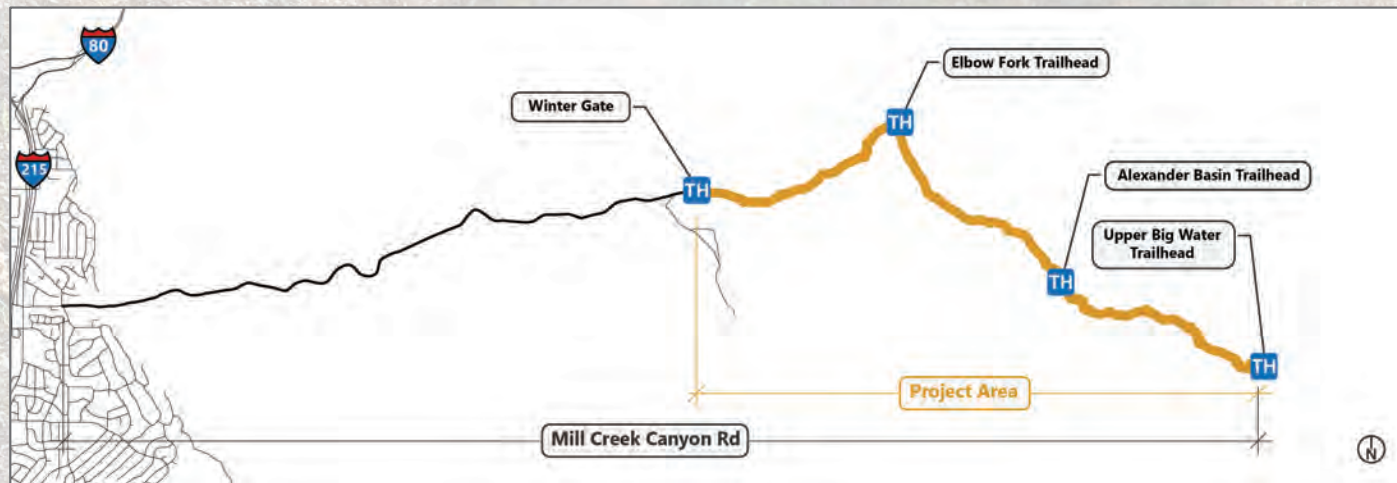 80
Elbow Fork Trailhead
Winter Gate
TH
215
TH
Alexander Basin Trailhead
Upper Big Water
Trailhead
TH
TH
Project Area
Mill Creek Canyon Rd
N